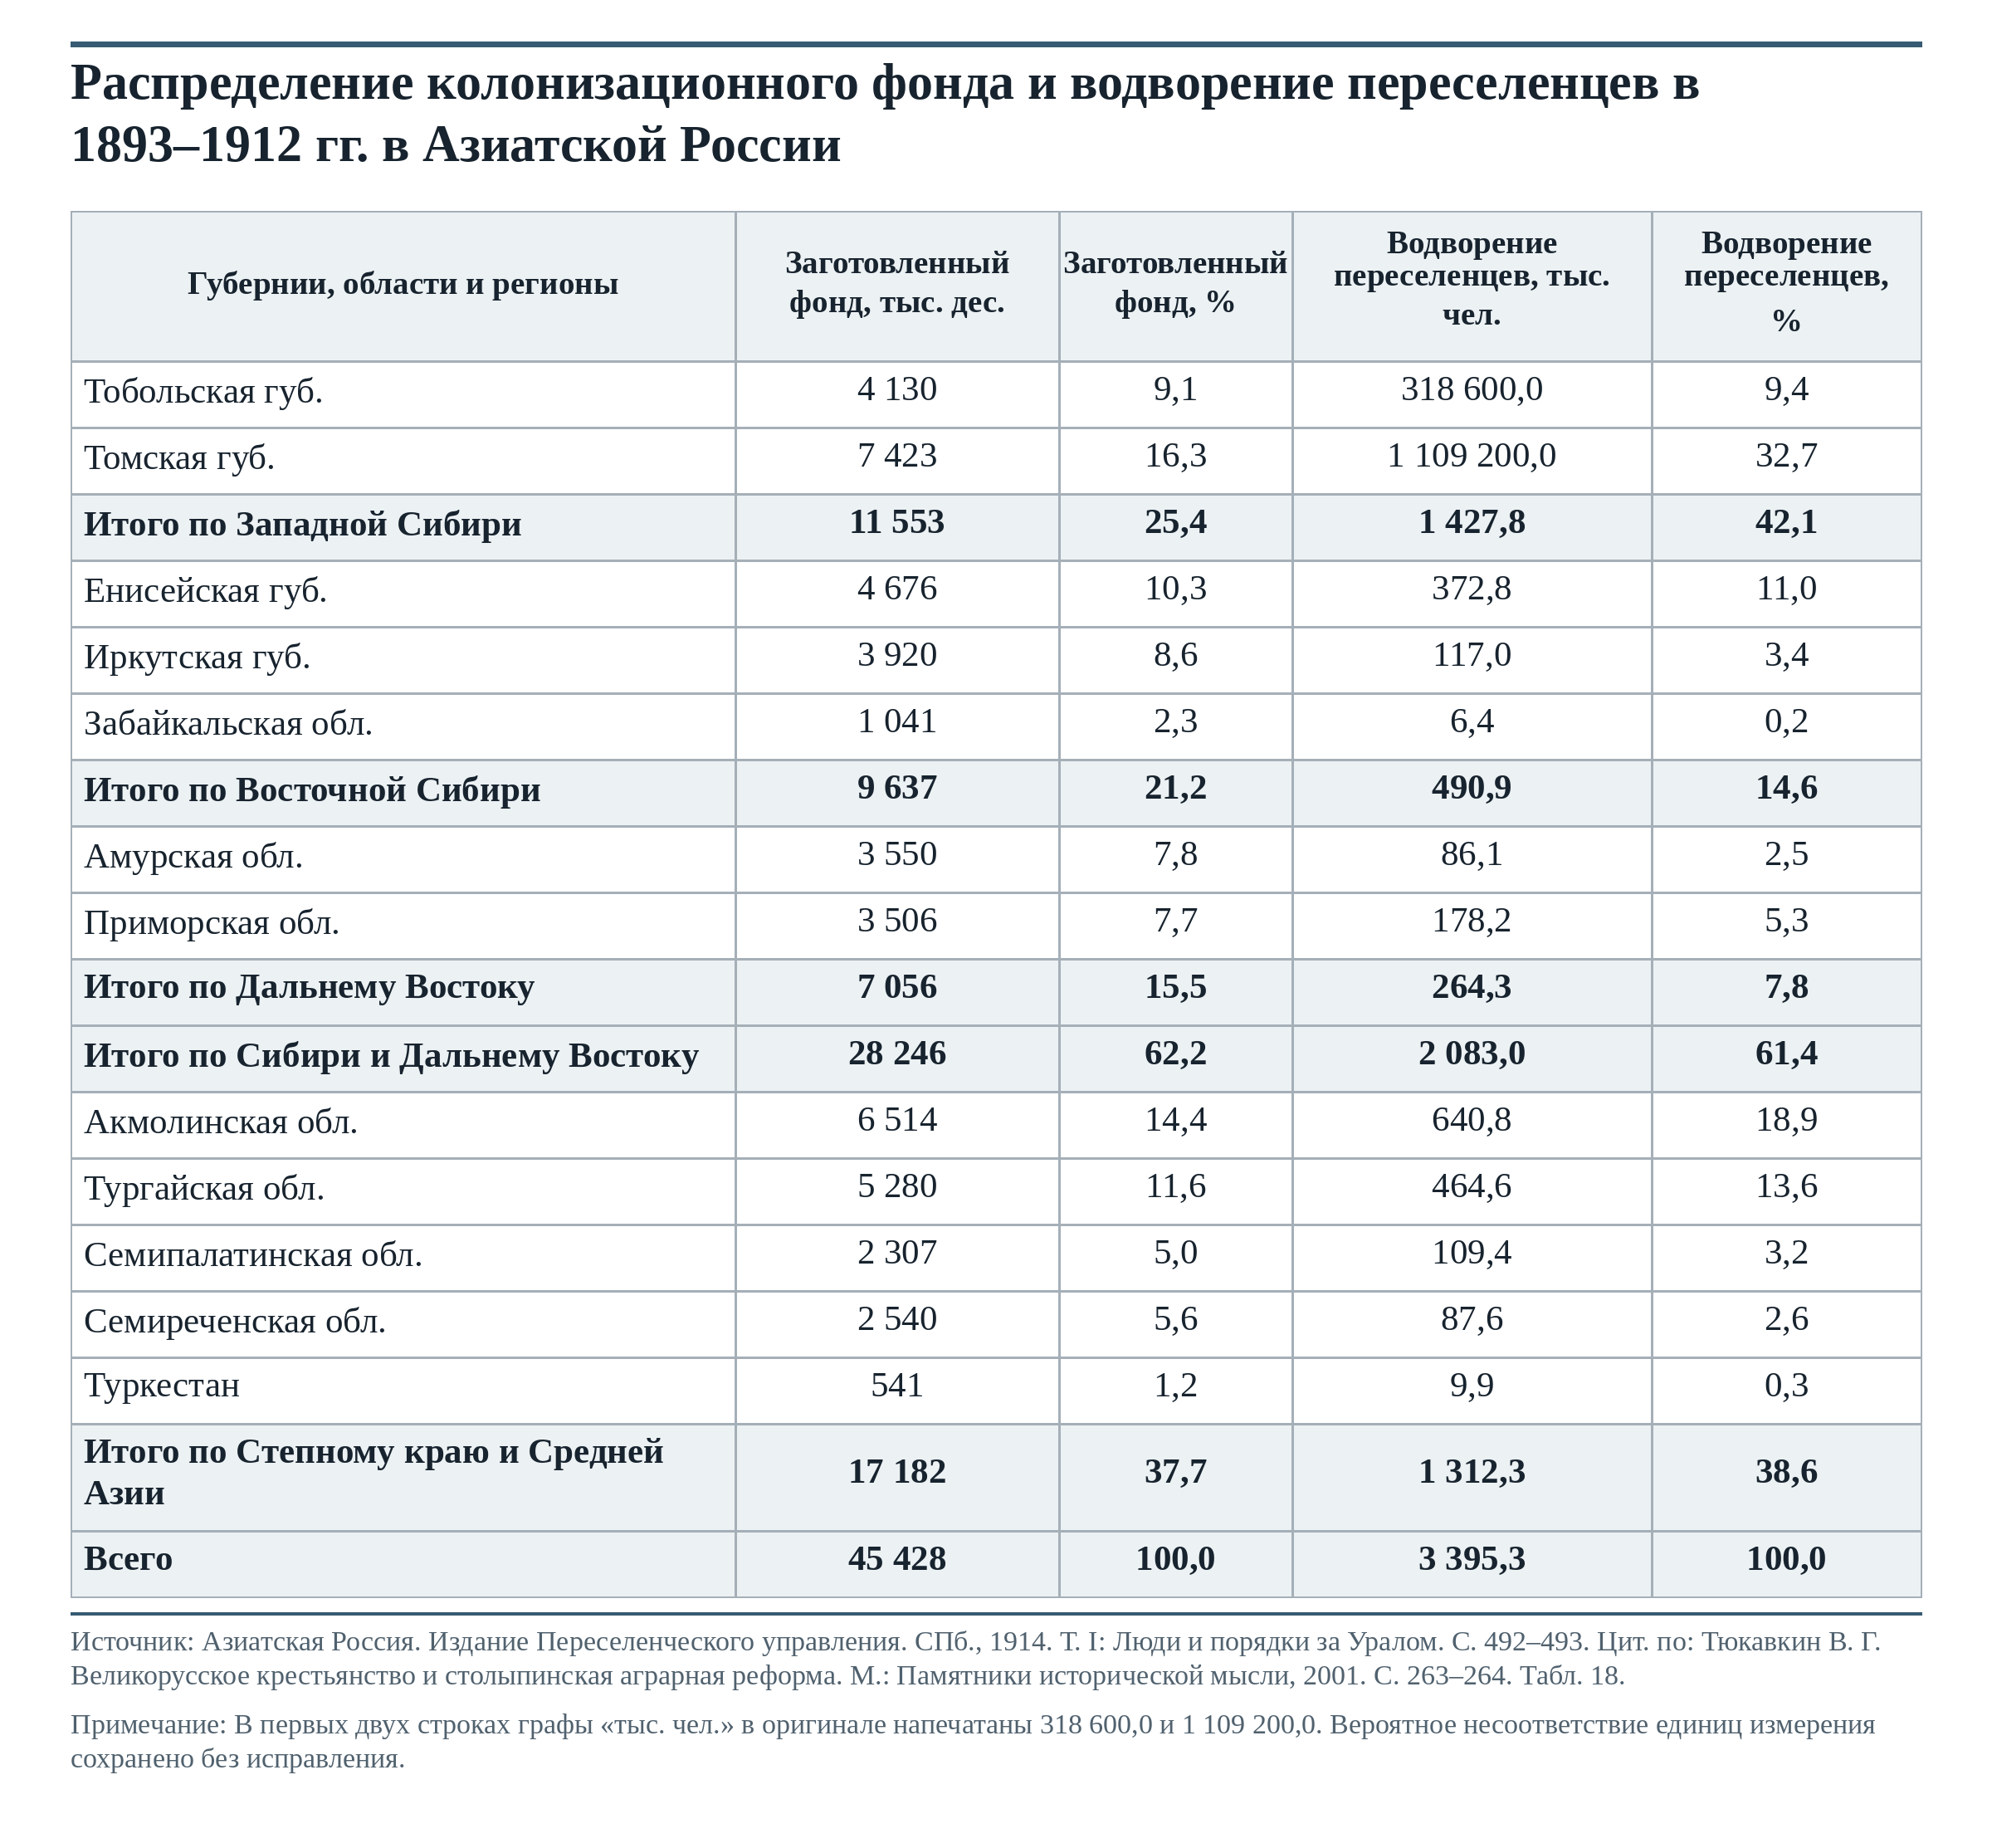 Распределение колонизационного фонда и водворение переселенцев в
1893–1912 гг. в Азиатской России
Губернии, области и регионы | Заготовленный фонд, тыс. дес. | Заготовленный фонд, % | Водворение переселенцев, тыс. чел. | Водворение переселенцев, %
Тобольская губ. | 4 130 | 9,1 | 318 600,0 | 9,4
Томская губ. | 7 423 | 16,3 | 1 109 200,0 | 32,7
Итого по Западной Сибири | 11 553 | 25,4 | 1 427,8 | 42,1
Енисейская губ. | 4 676 | 10,3 | 372,8 | 11,0
Иркутская губ. | 3 920 | 8,6 | 117,0 | 3,4
Забайкальская обл. | 1 041 | 2,3 | 6,4 | 0,2
Итого по Восточной Сибири | 9 637 | 21,2 | 490,9 | 14,6
Амурская обл. | 3 550 | 7,8 | 86,1 | 2,5
Приморская обл. | 3 506 | 7,7 | 178,2 | 5,3
Итого по Дальнему Востоку | 7 056 | 15,5 | 264,3 | 7,8
Итого по Сибири и Дальнему Востоку | 28 246 | 62,2 | 2 083,0 | 61,4
Акмолинская обл. | 6 514 | 14,4 | 640,8 | 18,9
Тургайская обл. | 5 280 | 11,6 | 464,6 | 13,6
Семипалатинская обл. | 2 307 | 5,0 | 109,4 | 3,2
Семиреченская обл. | 2 540 | 5,6 | 87,6 | 2,6
Туркестан | 541 | 1,2 | 9,9 | 0,3
Итого по Степному краю и Средней Азии | 17 182 | 37,7 | 1 312,3 | 38,6
Всего | 45 428 | 100,0 | 3 395,3 | 100,0
Источник: Азиатская Россия. Издание Переселенческого управления. СПб., 1914. Т. I: Люди и порядки за Уралом. С. 492–493. Цит. по: Тюкавкин В. Г.
Великорусское крестьянство и столыпинская аграрная реформа. М.: Памятники исторической мысли, 2001. С. 263–264. Табл. 18.
Примечание: В первых двух строках графы «тыс. чел.» в оригинале напечатаны 318 600,0 и 1 109 200,0. Вероятное несоответствие единиц измерения
сохранено без исправления.